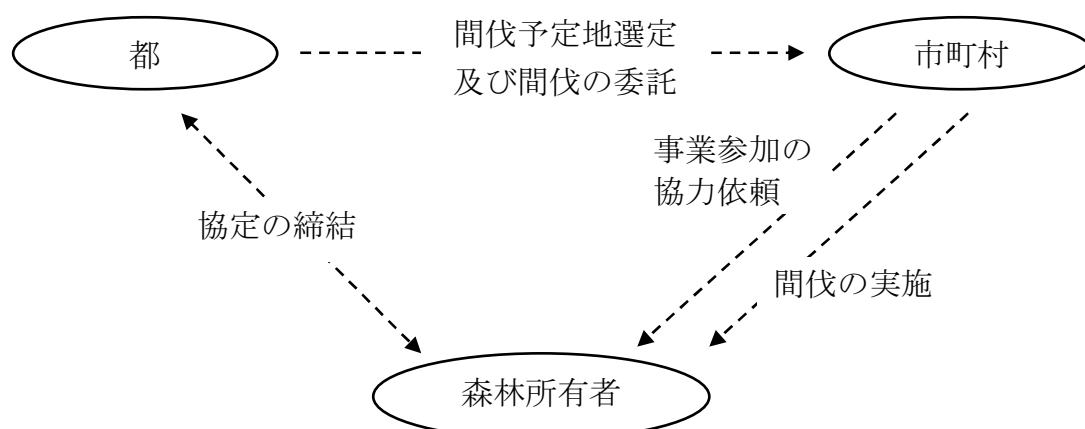 都
間伐予定地選定
及び間伐の委託
市町村
事業参加の
協力依頼
協定の締結
間伐の実施
森林所有者